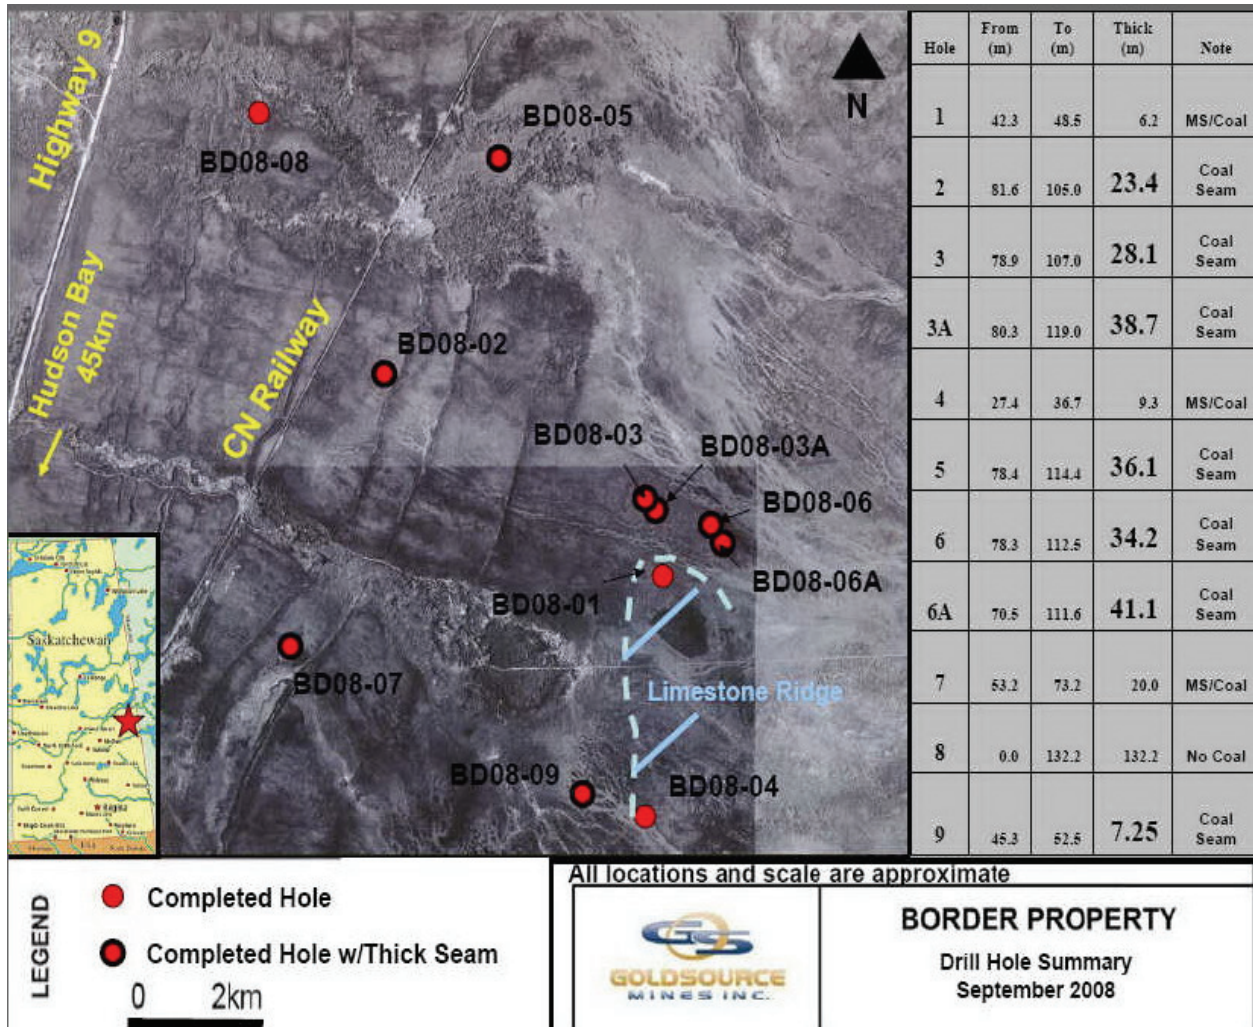 Highway 9
Hudson Bay
45km
CN Railway
N
BD08-08
BD08-05
BD08-02
BD08-03
BD08-03A
BD08-06
BD08-06A
BD08-01
BD08-07
BD08-09
BD08-04
Limestone Ridge
Saskatchewan
Regina
Hole From (m) To (m) Thick (m) Note
1 42.3 48.5 6.2 MS/Coal
2 81.6 105.0 23.4 Coal Seam
3 78.9 107.0 28.1 Coal Seam
3A 80.3 119.0 38.7 Coal Seam
4 27.4 36.7 9.3 MS/Coal
5 78.4 114.4 36.1 Coal Seam
6 78.3 112.5 34.2 Coal Seam
6A 70.5 111.6 41.1 Coal Seam
7 53.2 73.2 20.0 MS/Coal
8 0.0 132.2 132.2 No Coal
9 45.3 52.5 7.25 Coal Seam
LEGEND
Completed Hole
Completed Hole w/Thick Seam
0 2km
All locations and scale are approximate
GS
GOLDSOURCE
MINES INC.
BORDER PROPERTY
Drill Hole Summary
September 2008